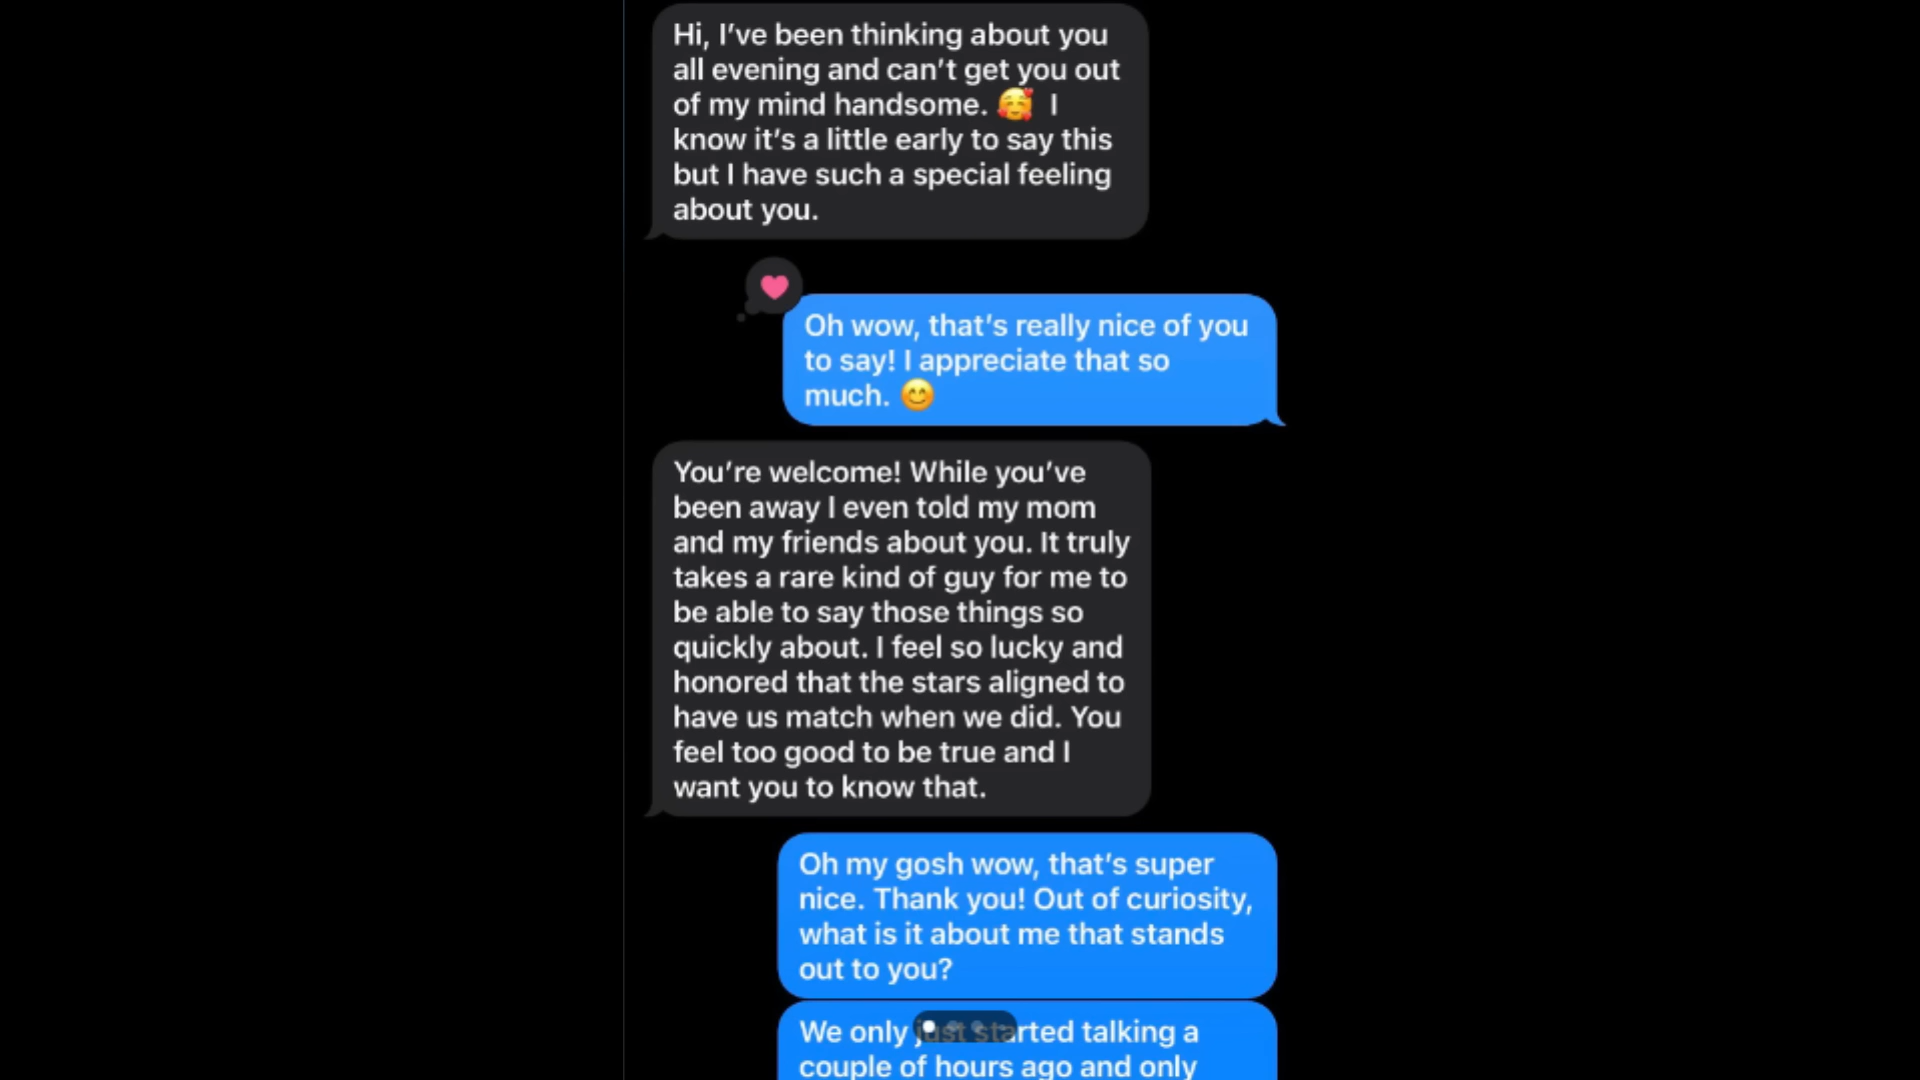 Hi, I've been thinking about you
all evening and can't get you out
of my mind handsome. 🥰 I
know it's a little early to say this
but I have such a special feeling
about you.
Oh wow, that's really nice of you
to say! I appreciate that so
much. 😊
You're welcome! While you've
been away I even told my mom
and my friends about you. It truly
takes a rare kind of guy for me to
be able to say those things so
quickly about. I feel so lucky and
honored that the stars aligned to
have us match when we did. You
feel too good to be true and I
want you to know that.
Oh my gosh wow, that's super
nice. Thank you! Out of curiosity,
what is it about me that stands
out to you?
We only just started talking a
couple of hours ago and only